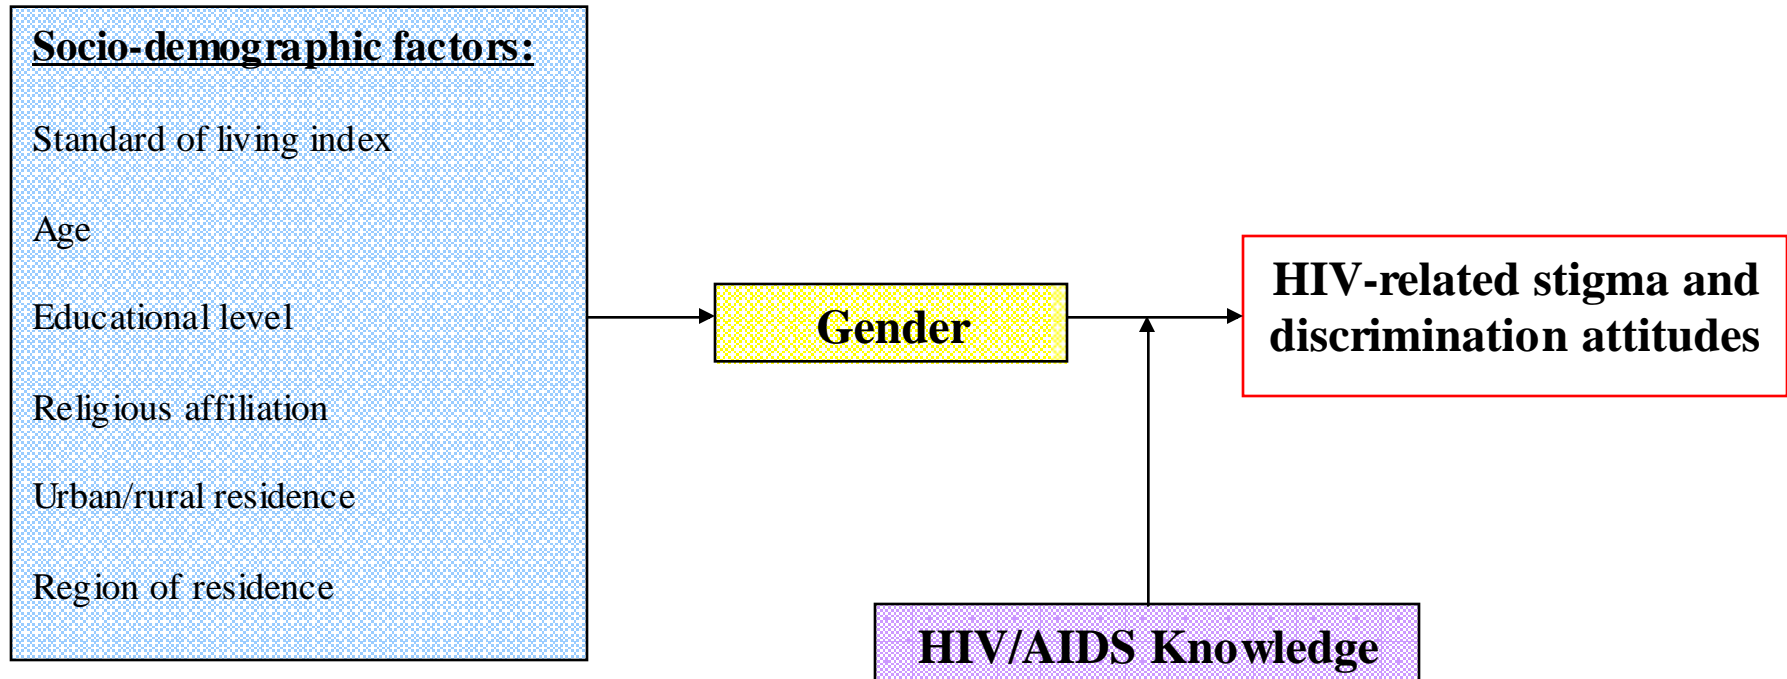 Socio-demographic factors:
Standard of living index
Age
Educational level
Religious affiliation
Urban/rural residence
Region of residence
Gender
HIV-related stigma and
discrimination attitudes
HIV/AIDS Knowledge